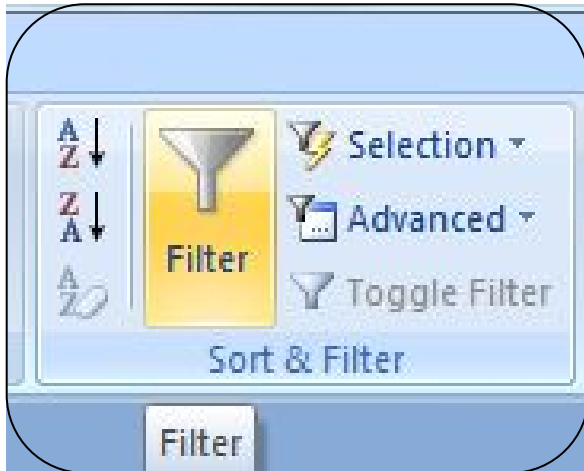 A
Z
Selection
Z
A
Advanced
Filter
A
Z
Toggle Filter
Sort & Filter
Filter